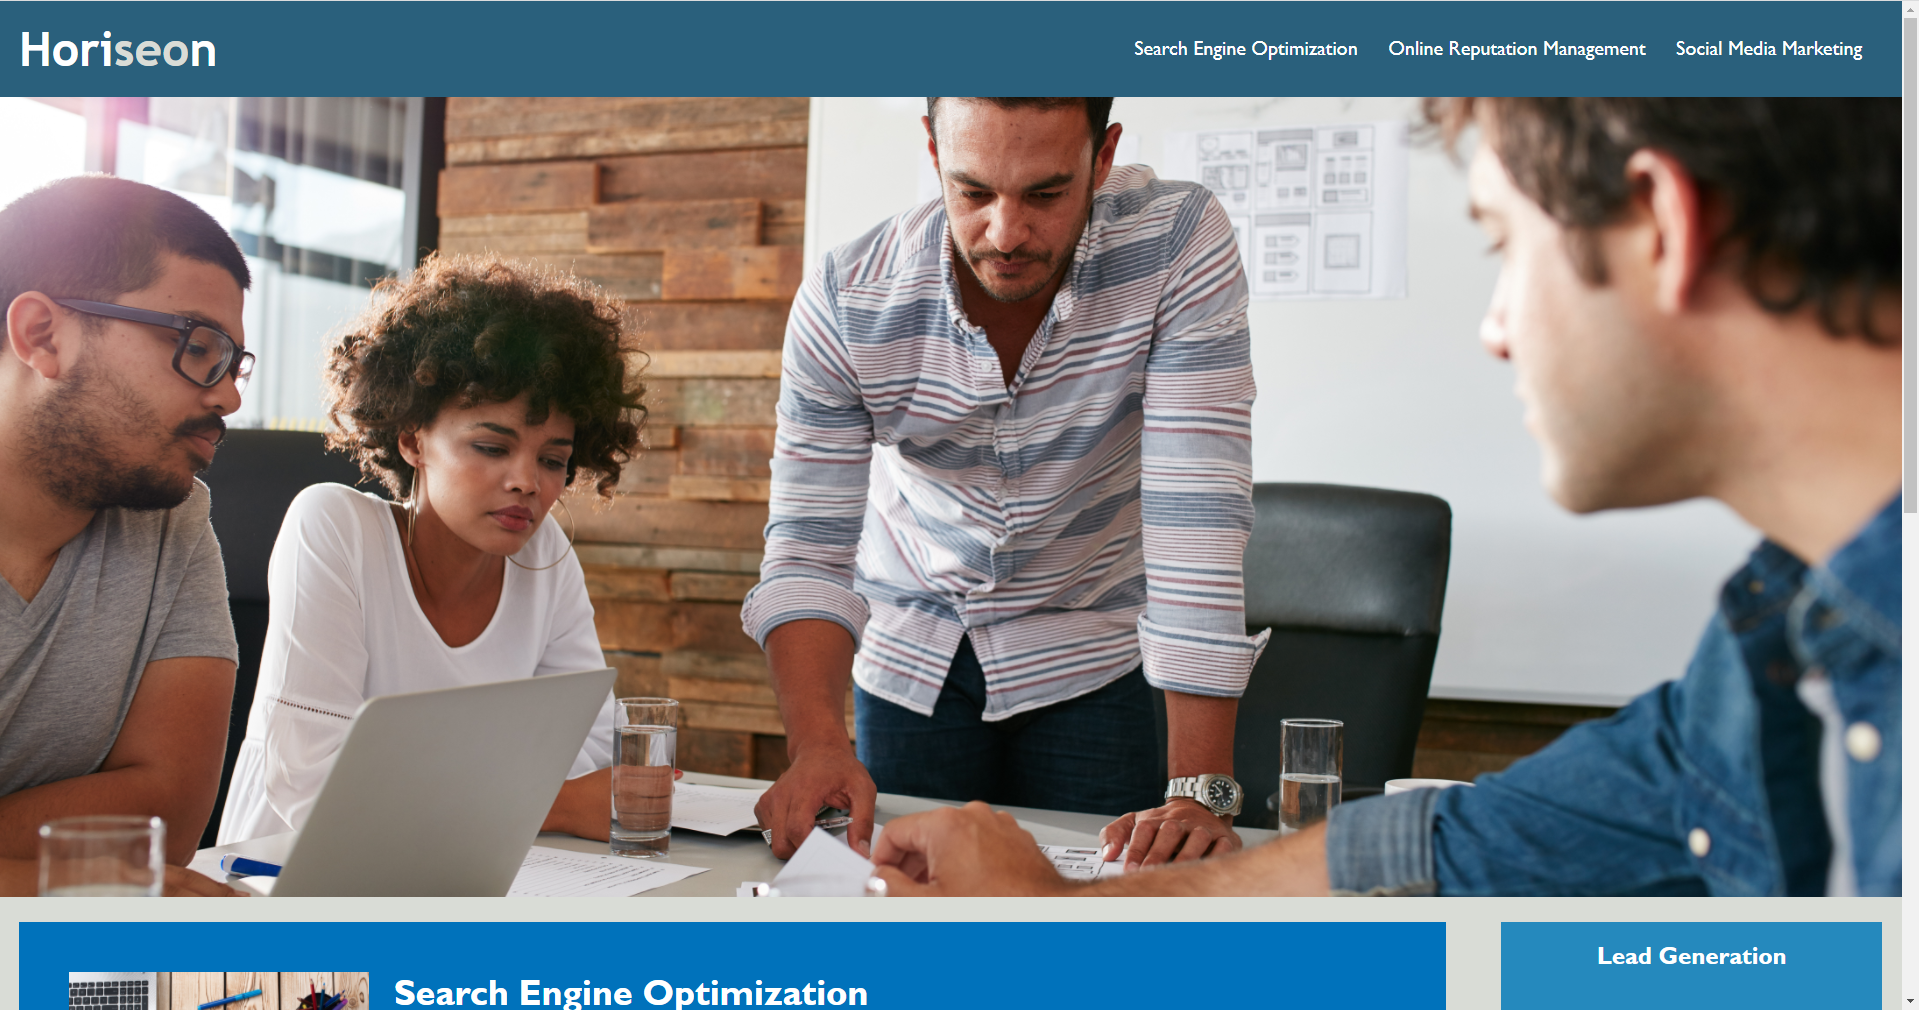 Horiseon
Search Engine Optimization
Online Reputation Management
Social Media Marketing
Search Engine Optimization
Lead Generation